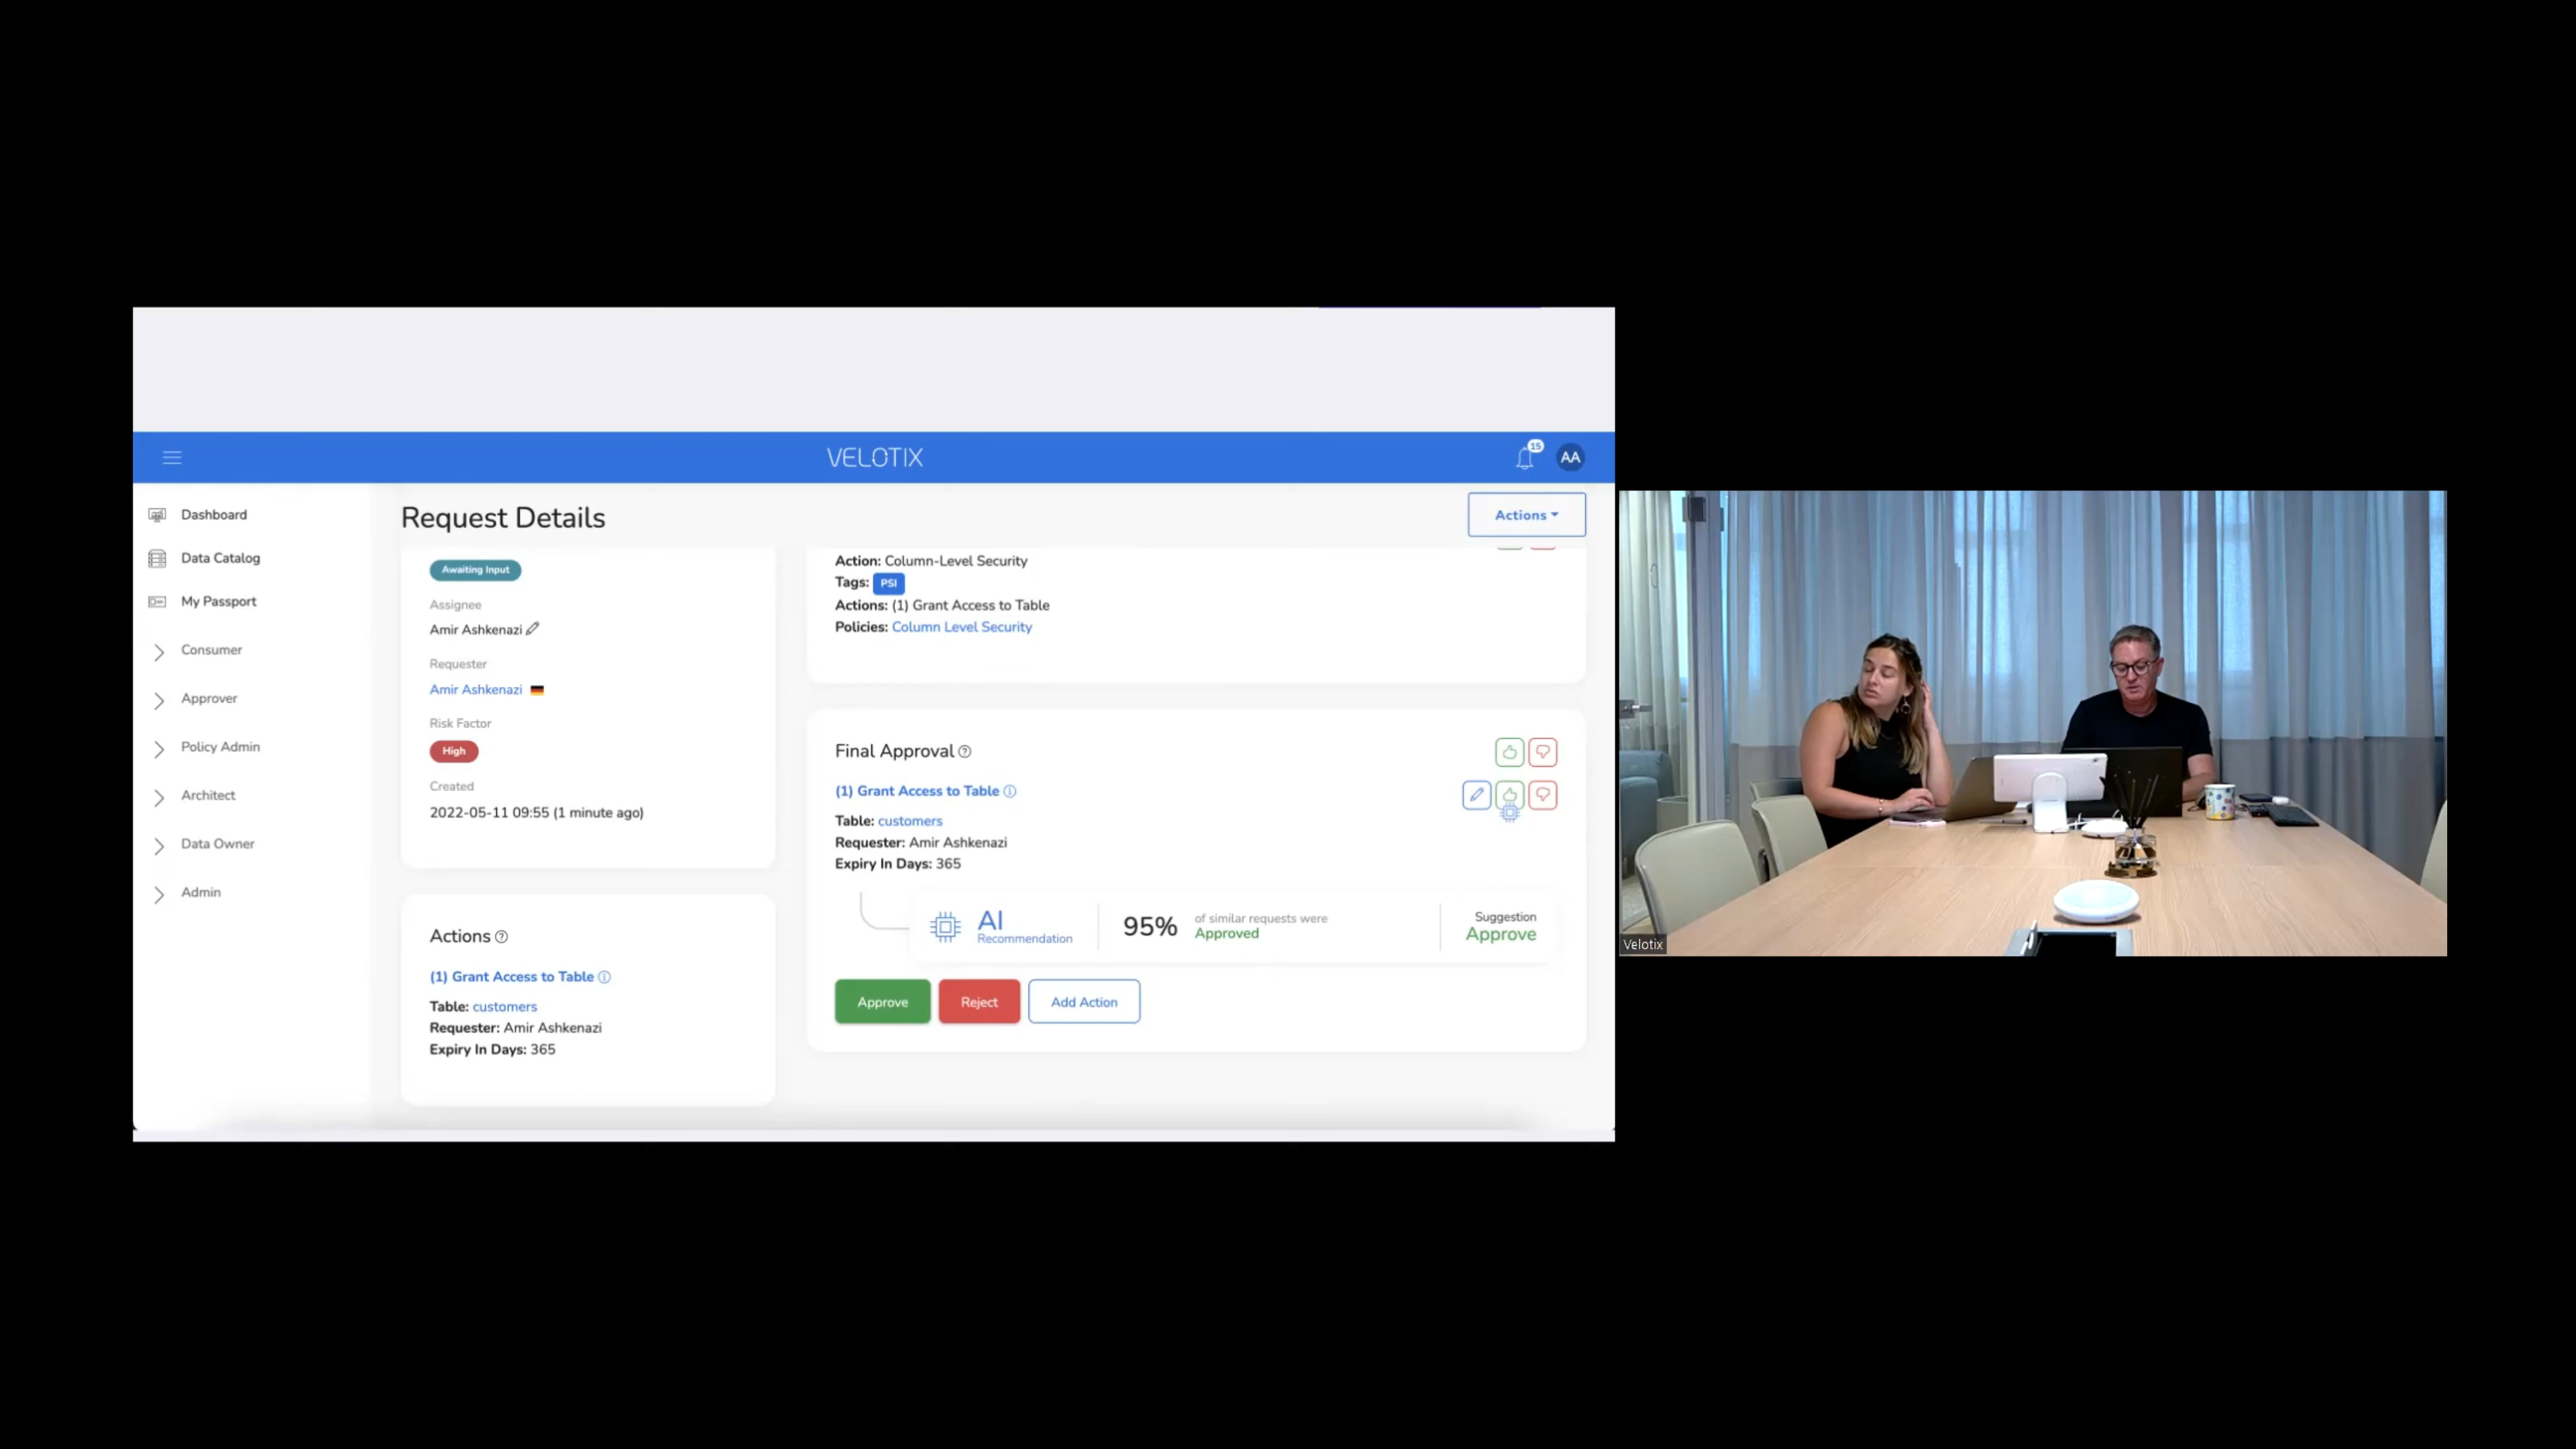 VELOTIX
15
AA
Dashboard
Data Catalog
My Passport
Consumer
Approver
Policy Admin
Architect
Data Owner
Admin
Request Details
Actions
Awaiting Input
Assignee
Amir Ashkenazi
Requester
Amir Ashkenazi
Risk Factor
High
Created
2022-05-11 09:55 (1 minute ago)
Actions
(1) Grant Access to Table
Table: customers
Requester: Amir Ashkenazi
Expiry In Days: 365
Action: Column-Level Security
Tags: PSI
Actions: (1) Grant Access to Table
Policies: Column Level Security
Final Approval
(1) Grant Access to Table
Table: customers
Requester: Amir Ashkenazi
Expiry In Days: 365
AI
Recommendation
95%
of similar requests were
Approved
Suggestion
Approve
Approve
Reject
Add Action
Velotix